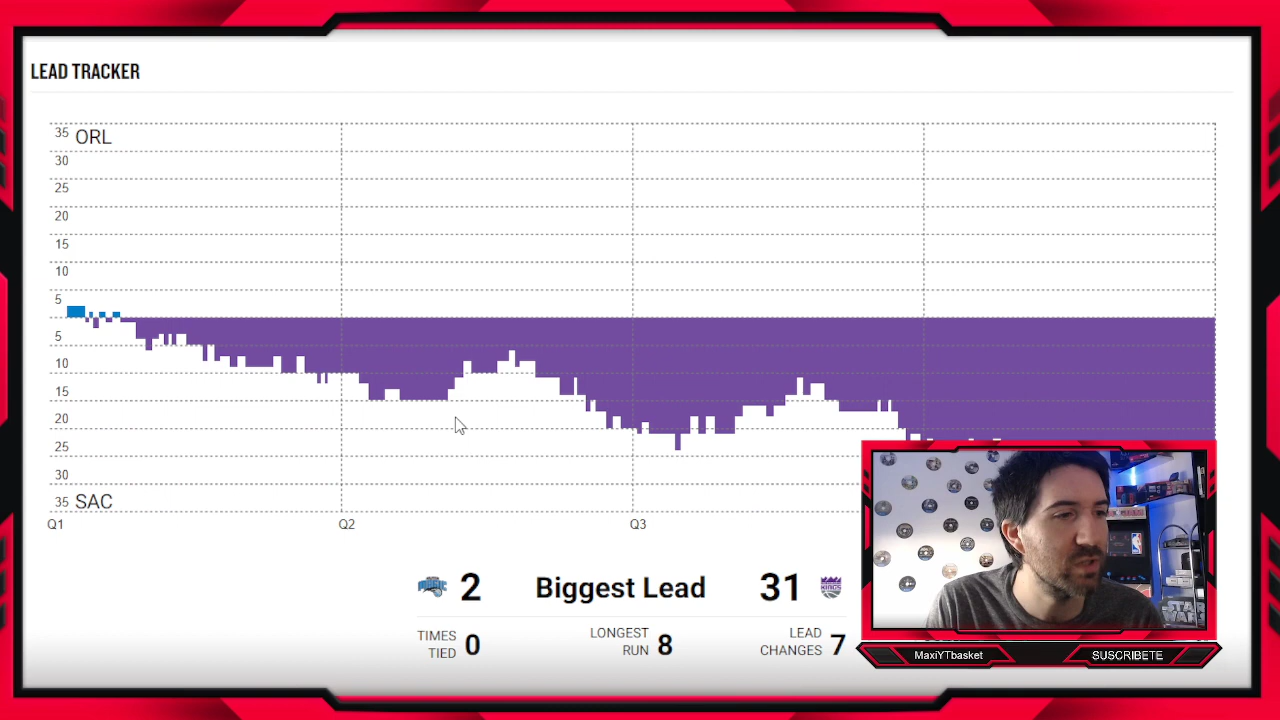 LEAD TRACKER
35 ORL
30
25
20
15
10
5
5
10
15
20
25
30
35 SAC
Q1 Q2 Q3
2 Biggest Lead 31
TIMES TIED 0
LONGEST RUN 8
LEAD CHANGES 7
MaxiYTbasket
SUSCRIBETE